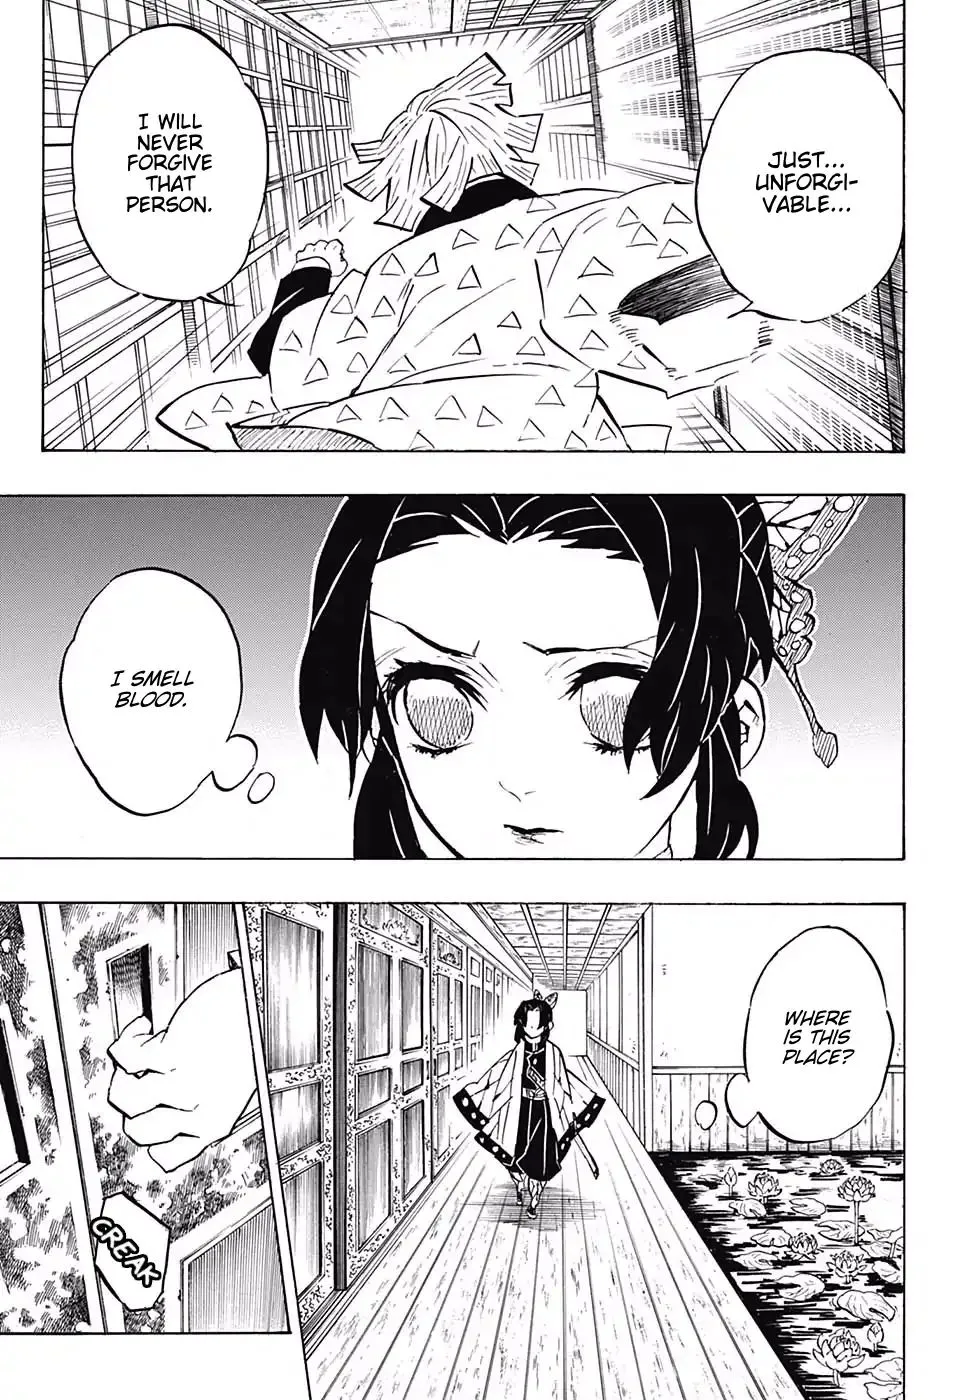 JUST...
UNFORGI-
VABLE...
I WILL
NEVER
FORGIVE
THAT
PERSON.
I SMELL
BLOOD.
WHERE
IS THIS
PLACE?
CREAK